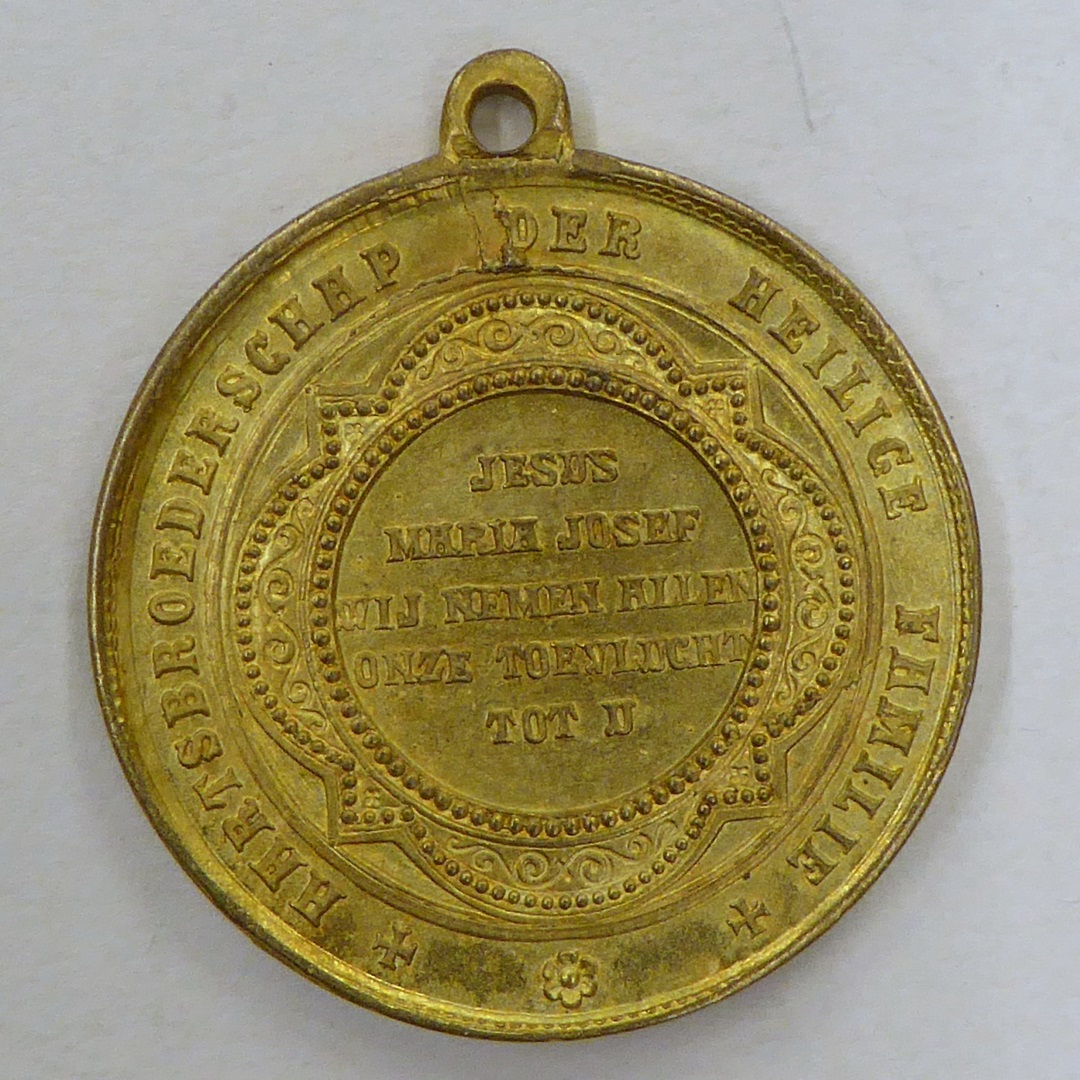 AARTSBROEDERSCHAP DER HEILIGE FAMILIE
JESUS
MARIA JOSEF
WIJ NEMEN ALLEN
ONZE TOEVLUCHT
TOT U